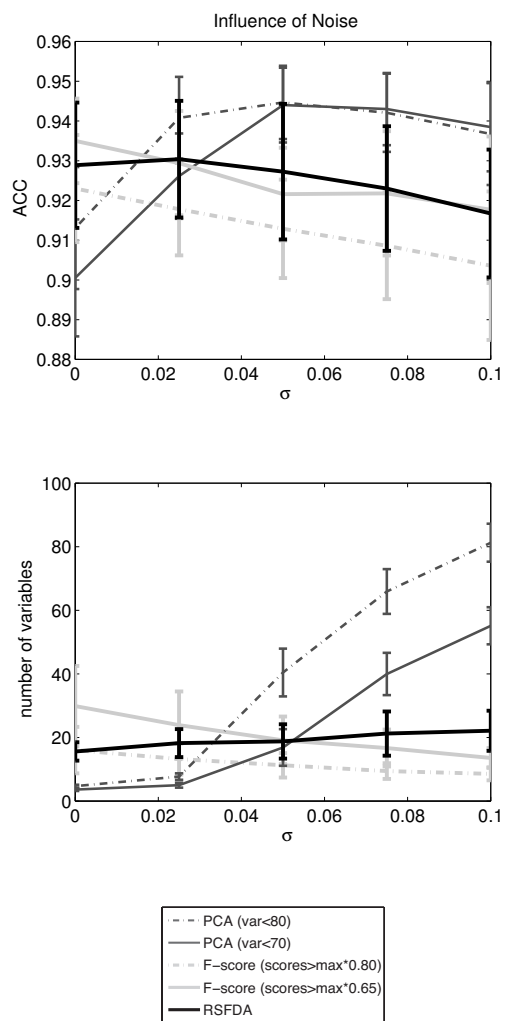 Influence of Noise
0.96
0.95
0.94
0.93
0.92
0.91
0.9
0.89
0.88
ACC
0 0.02 0.04 0.06 0.08 0.1
σ
100
80
60
40
20
0
number of variables
0 0.02 0.04 0.06 0.08 0.1
σ
PCA (var<80)
PCA (var<70)
F−score (scores>max*0.80)
F−score (scores>max*0.65)
RSFDA